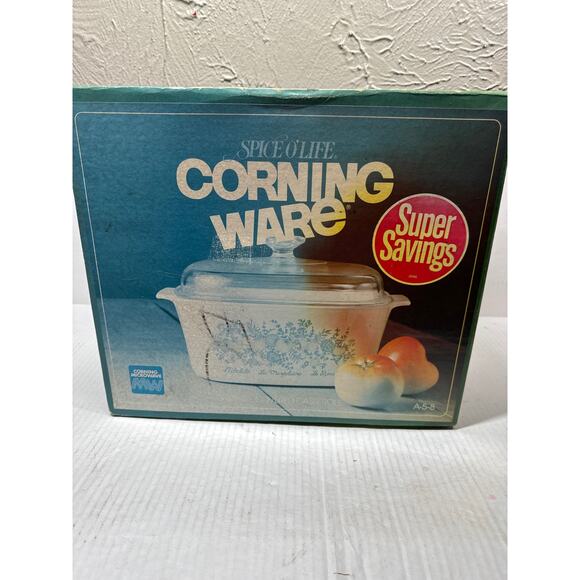 SPICE O'LIFE
CORNING
WARE®
Super
Savings
CORNING
MICROWAVE
MW
A-5-8